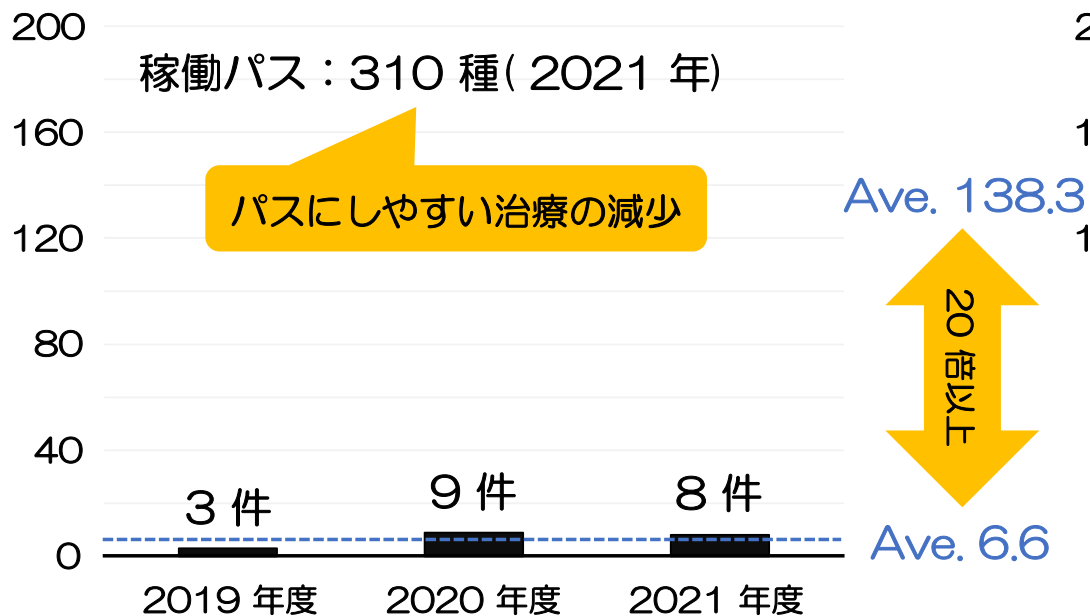 200
稼働パス：310 種( 2021 年)
160
パスにしやすい治療の減少
Ave. 138.3
120
20 倍以上
80
40
3 件
9 件
8 件
0
Ave. 6.6
2019 年度
2020 年度
2021 年度